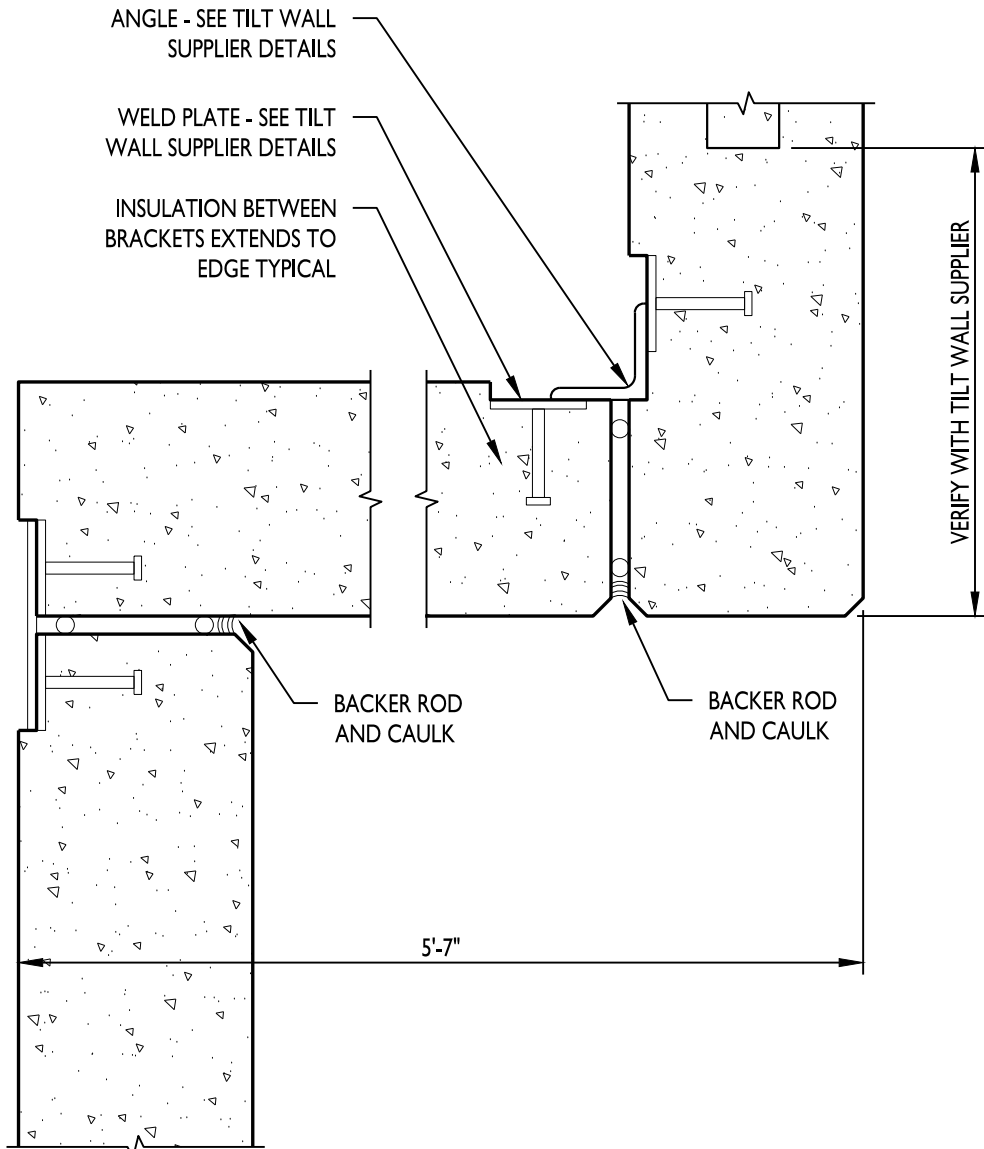 ANGLE - SEE TILT WALL
SUPPLIER DETAILS
WELD PLATE - SEE TILT
WALL SUPPLIER DETAILS
INSULATION BETWEEN
BRACKETS EXTENDS TO
EDGE TYPICAL
VERIFY WITH TILT WALL SUPPLIER
BACKER ROD
AND CAULK
BACKER ROD
AND CAULK
5'-7"